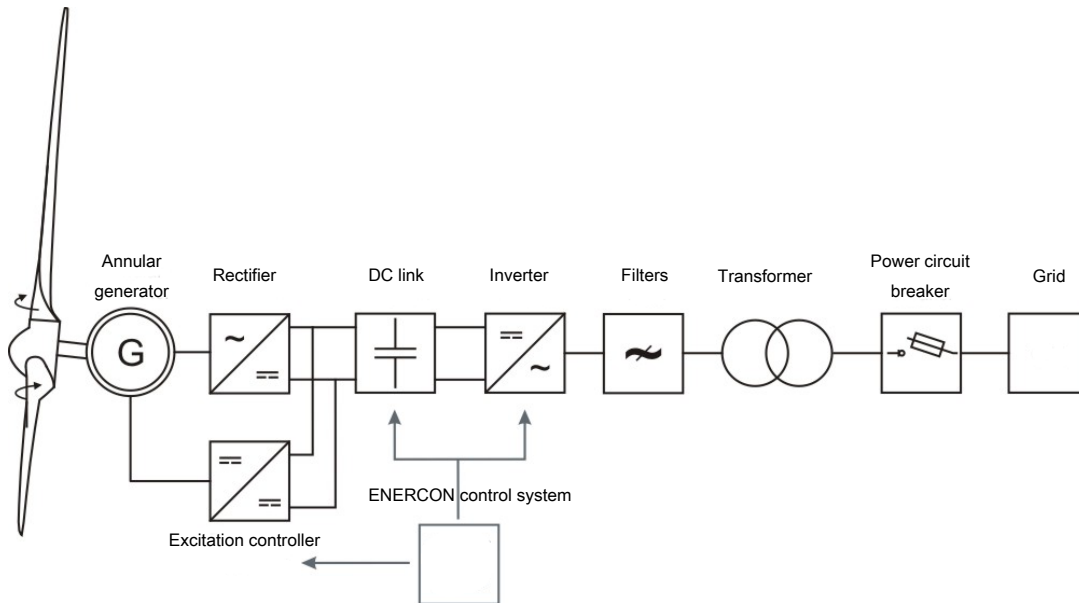 Annular
generator
Rectifier
DC link
Inverter
Filters
Transformer
Power circuit
breaker
Grid
G
ENERCON control system
Excitation controller